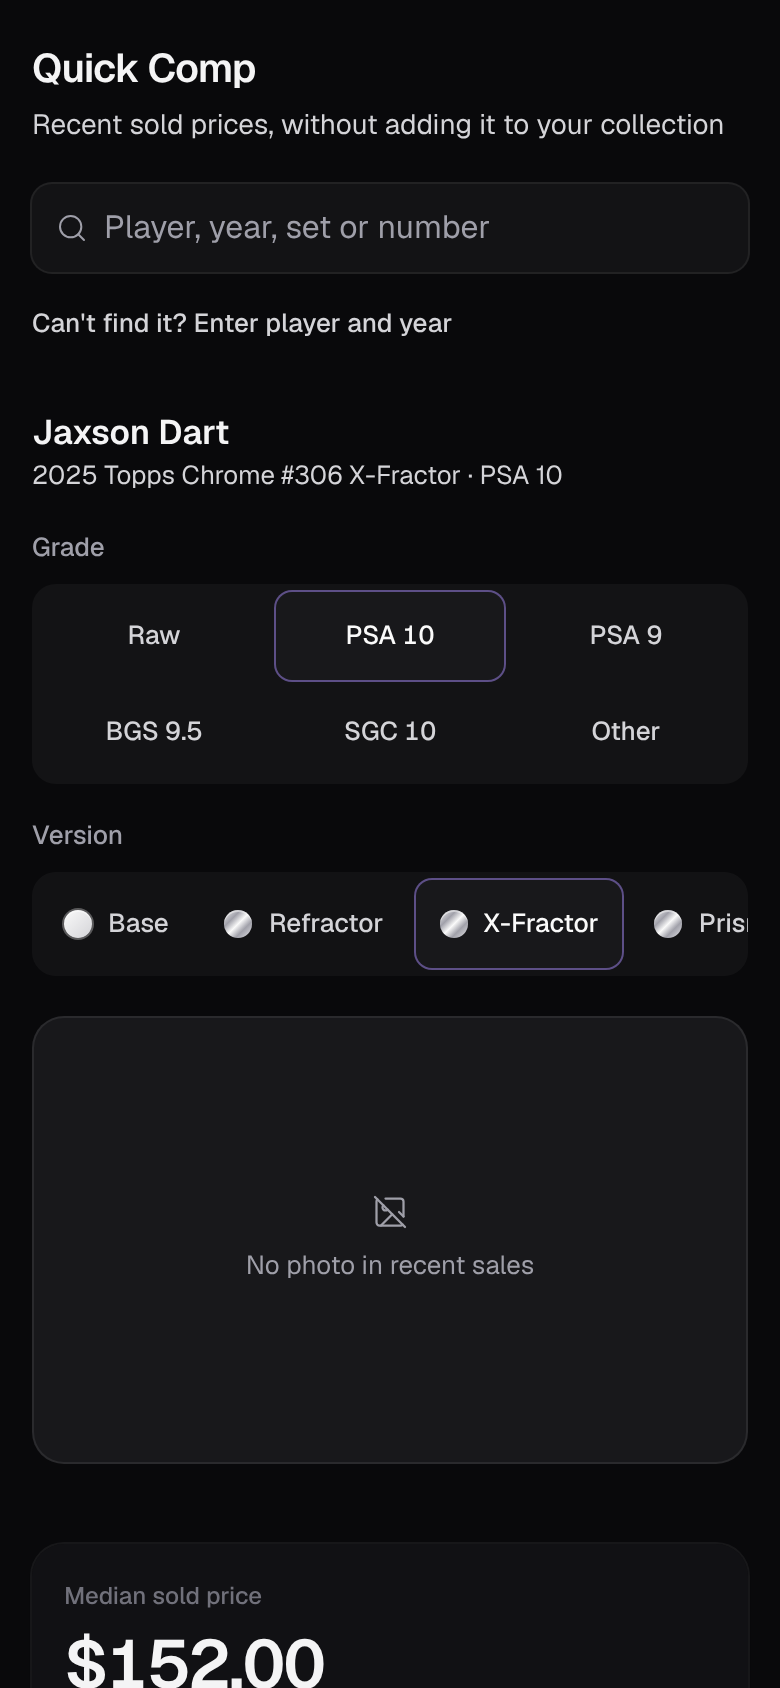 Quick Comp
Recent sold prices, without adding it to your collection
Player, year, set or number
Can't find it? Enter player and year
Jaxson Dart
2025 Topps Chrome #306 X-Fractor · PSA 10
Grade
Raw PSA 10 PSA 9
BGS 9.5 SGC 10 Other
Version
Base Refractor X-Fractor
No photo in recent sales
Median sold price
$152.00